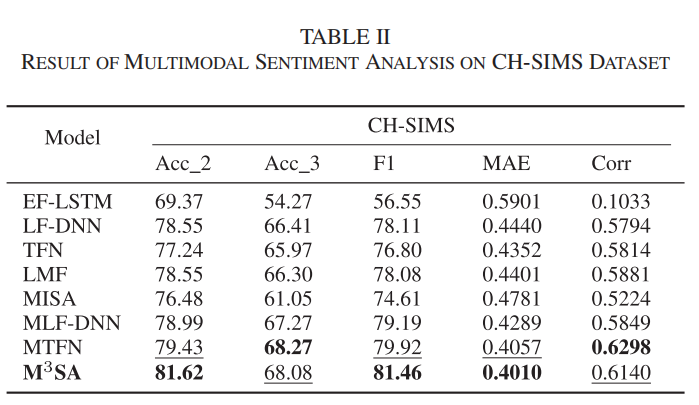 TABLE II
RESULT OF MULTIMODAL SENTIMENT ANALYSIS ON CH-SIMS DATASET
Model CH-SIMS
Acc_2 Acc_3 F1 MAE Corr
EF-LSTM 69.37 54.27 56.55 0.5901 0.1033
LF-DNN 78.55 66.41 78.11 0.4440 0.5794
TFN 77.24 65.97 76.80 0.4352 0.5814
LMF 78.55 66.30 78.08 0.4401 0.5881
MISA 76.48 61.05 74.61 0.4781 0.5224
MLF-DNN 78.99 67.27 79.19 0.4289 0.5849
MTFN 79.43 68.27 79.92 0.4057 0.6298
M³SA 81.62 68.08 81.46 0.4010 0.6140